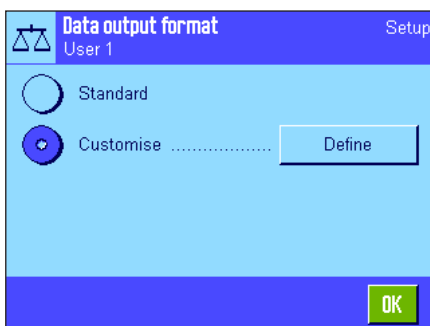 Data output format Setup
User 1
Standard
Customise ................... Define
OK